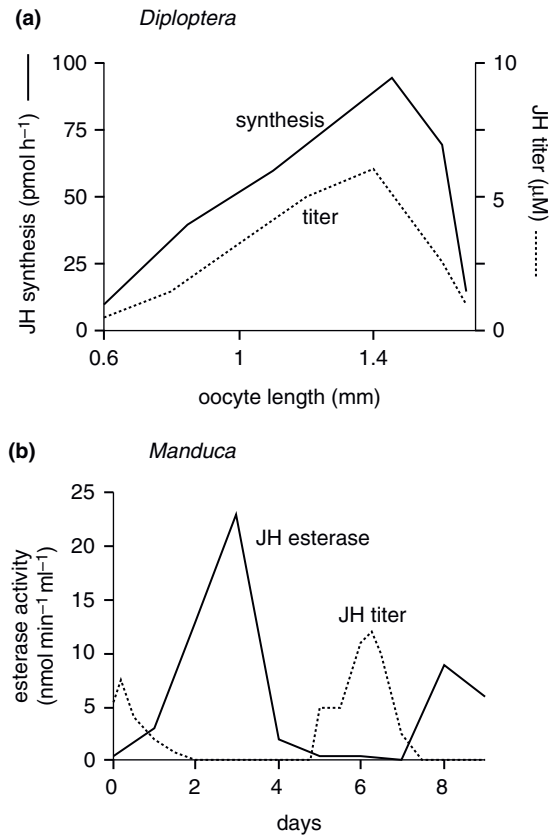 (a) Diploptera
JH synthesis (pmol h⁻¹)
100
75
50
25
0
synthesis
titer
10
5
0
JH titer (µM)
0.6 1 1.4
oocyte length (mm)
(b) Manduca
esterase activity
(nmol min⁻¹ ml⁻¹)
25
20
15
10
5
0
JH esterase
JH titer
0 2 4 6 8
days